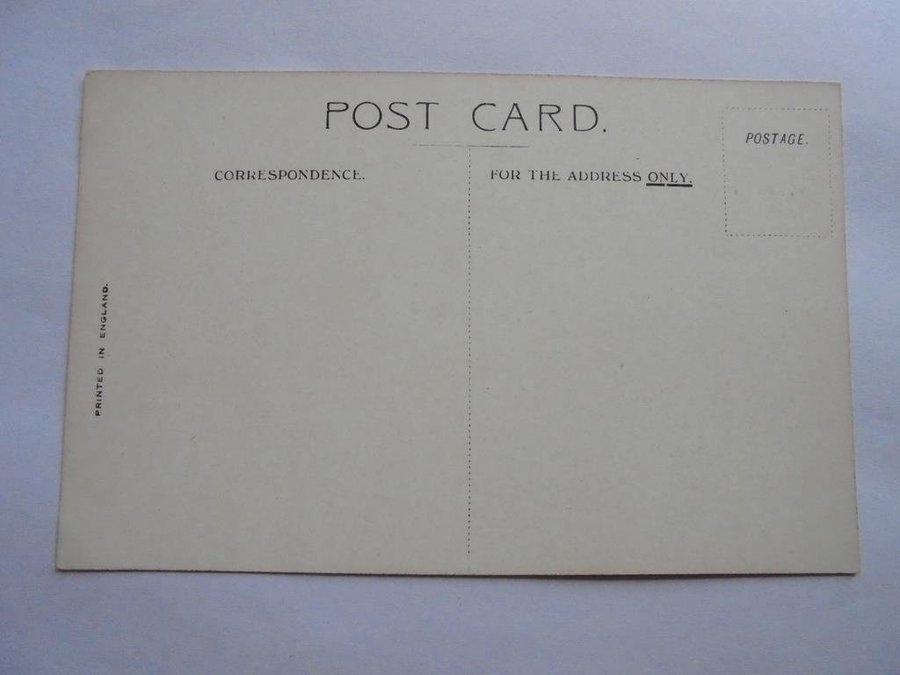 POST CARD.
POSTAGE.
CORRESPONDENCE.
FOR THE ADDRESS ONLY.
PRINTED IN ENGLAND.